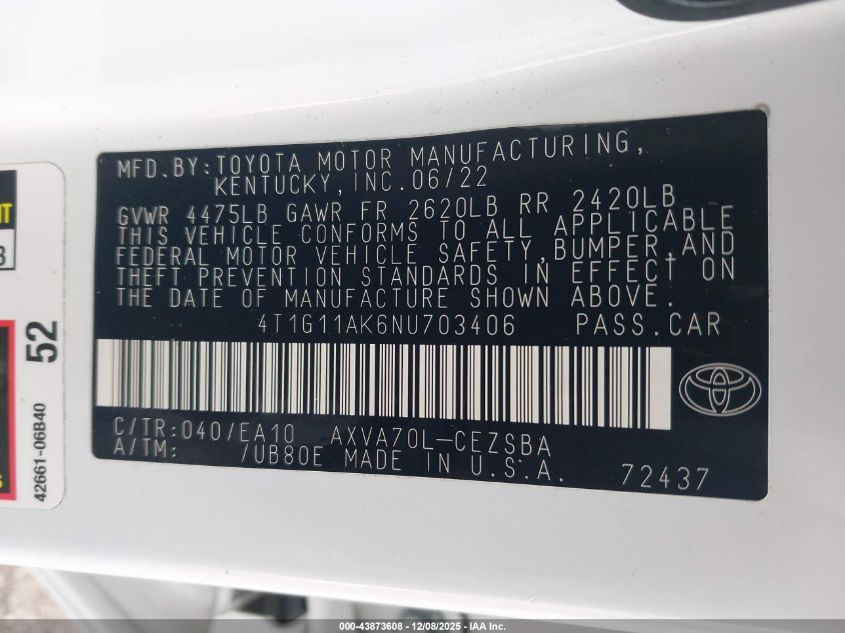 MFD.BY:TOYOTA MOTOR MANUFACTURING,
KENTUCKY, INC.06/22
GVWR 4475LB GAWR FR 2620LB RR 2420LB
THIS VEHICLE CONFORMS TO ALL APPLICABLE
FEDERAL MOTOR VEHICLE SAFETY,BUMPER,AND
THEFT PREVENTION STANDARDS IN EFFECT ON
THE DATE OF MANUFACTURE SHOWN ABOVE.
4T1G11AK6NU703406 PASS.CAR
C/TR:040/EA10 AXVA70L-CEZSBA
A/TM: /UB80E MADE IN U.S.A.
72437
52
42661-06B40
000-43873608 - 12/08/2025 - IAA Inc.